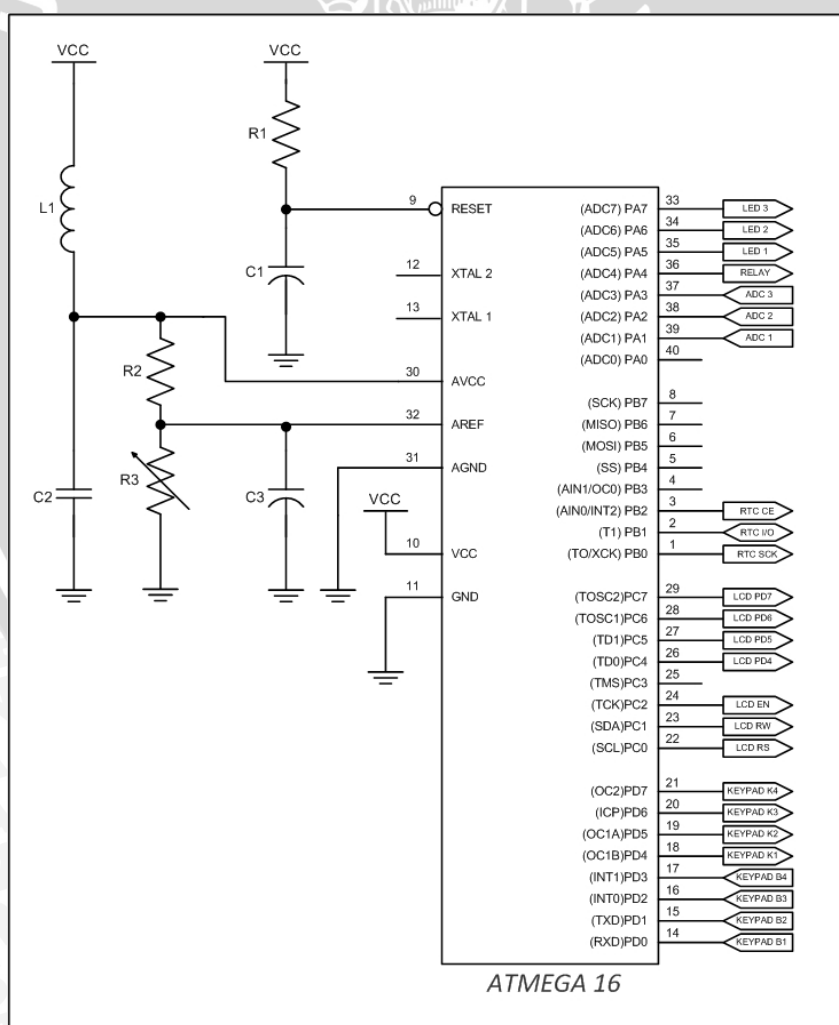 VCC
VCC
R1
L1
C1
R2
R3
C2
C3
VCC
9 RESET
12 XTAL 2
13 XTAL 1
30 AVCC
32 AREF
31 AGND
10 VCC
11 GND
(ADC7) PA7 33 LED 3
(ADC6) PA6 34 LED 2
(ADC5) PA5 35 LED 1
(ADC4) PA4 36 RELAY
(ADC3) PA3 37 ADC 3
(ADC2) PA2 38 ADC 2
(ADC1) PA1 39 ADC 1
(ADC0) PA0 40
(SCK) PB7 8
(MISO) PB6 7
(MOSI) PB5 6
(SS) PB4 5
(AIN1/OC0) PB3 4
(AIN0/INT2) PB2 3 RTC CE
(T1) PB1 2 RTC I/O
(TO/XCK) PB0 1 RTC SCK
(TOSC2)PC7 29 LCD PD7
(TOSC1)PC6 28 LCD PD6
(TD1)PC5 27 LCD PD5
(TD0)PC4 26 LCD PD4
(TMS)PC3 25
(TCK)PC2 24 LCD EN
(SDA)PC1 23 LCD RW
(SCL)PC0 22 LCD RS
(OC2)PD7 21 KEYPAD K4
(ICP)PD6 20 KEYPAD K3
(OC1A)PD5 19 KEYPAD K2
(OC1B)PD4 18 KEYPAD K1
(INT1)PD3 17 KEYPAD B4
(INT0)PD2 16 KEYPAD B3
(TXD)PD1 15 KEYPAD B2
(RXD)PD0 14 KEYPAD B1
ATMEGA 16